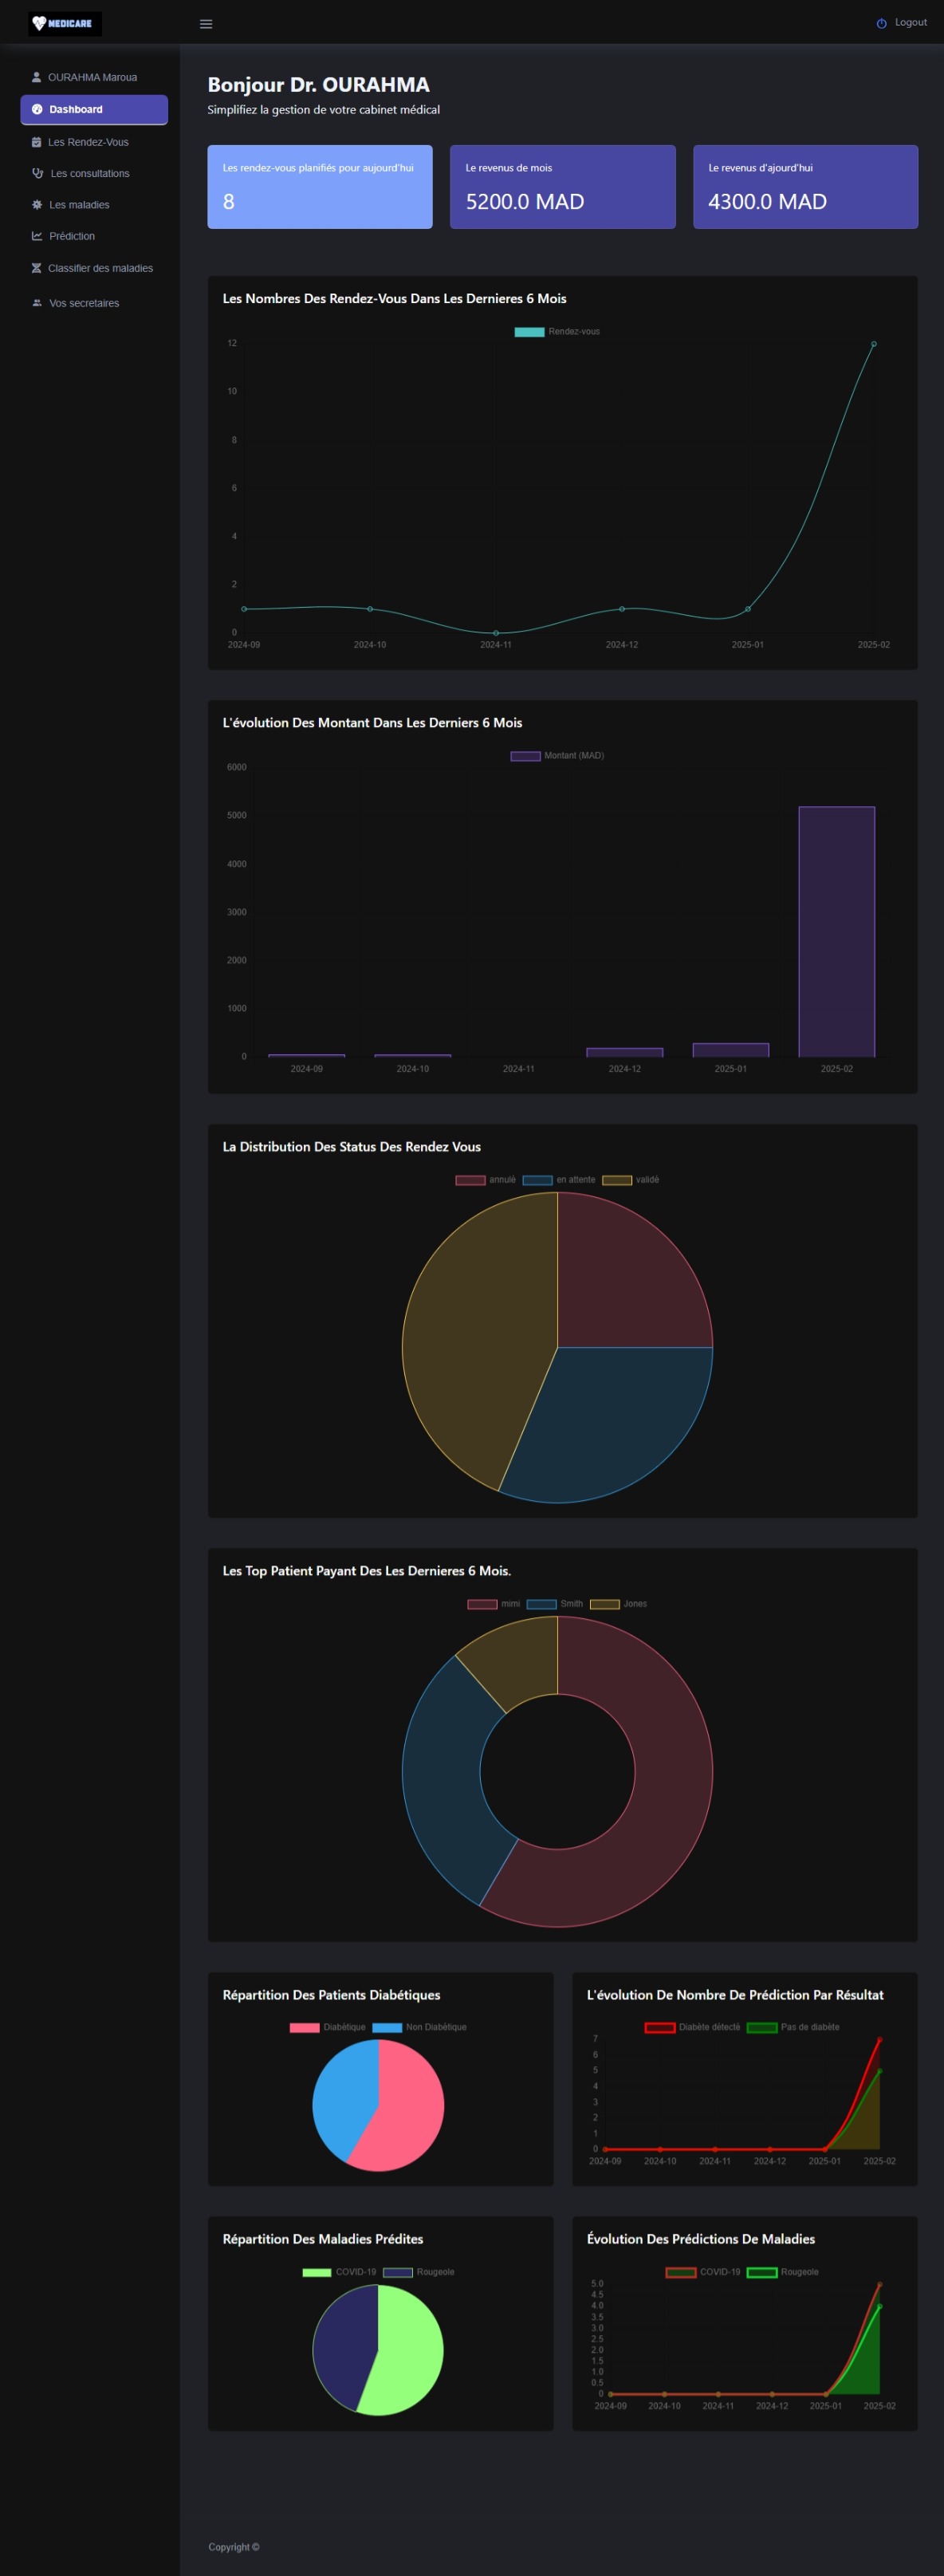 MEDICARE
Logout
OURAHMA Maroua
Dashboard
Les Rendez-Vous
Les consultations
Les maladies
Prédiction
Classifier des maladies
Vos secretaires
Bonjour Dr. OURAHMA
Simplifiez la gestion de votre cabinet médical
Les rendez-vous planifiés pour aujourd'hui
8
Le revenus de mois
5200.0 MAD
Le revenus d'ajourd'hui
4300.0 MAD
Les Nombres Des Rendez-Vous Dans Les Dernieres 6 Mois
Rendez-vous
12
10
8
6
4
2
0
2024-09 2024-10 2024-11 2024-12 2025-01 2025-02
L'évolution Des Montant Dans Les Derniers 6 Mois
Montant (MAD)
6000
5000
4000
3000
2000
1000
0
2024-09 2024-10 2024-11 2024-12 2025-01 2025-02
La Distribution Des Status Des Rendez Vous
annulé en attente validé
Les Top Patient Payant Des Les Dernieres 6 Mois.
mimi Smith Jones
Répartition Des Patients Diabétiques
Diabétique Non Diabétique
L'évolution De Nombre De Prédiction Par Résultat
Diabète détecté Pas de diabète
7
6
5
4
3
2
1
0
2024-09 2024-10 2024-11 2024-12 2025-01 2025-02
Répartition Des Maladies Prédites
COVID-19 Rougeole
Évolution Des Prédictions De Maladies
COVID-19 Rougeole
5.0
4.5
4.0
3.5
3.0
2.5
2.0
1.5
1.0
0.5
0
2024-09 2024-10 2024-11 2024-12 2025-01 2025-02
Copyright ©